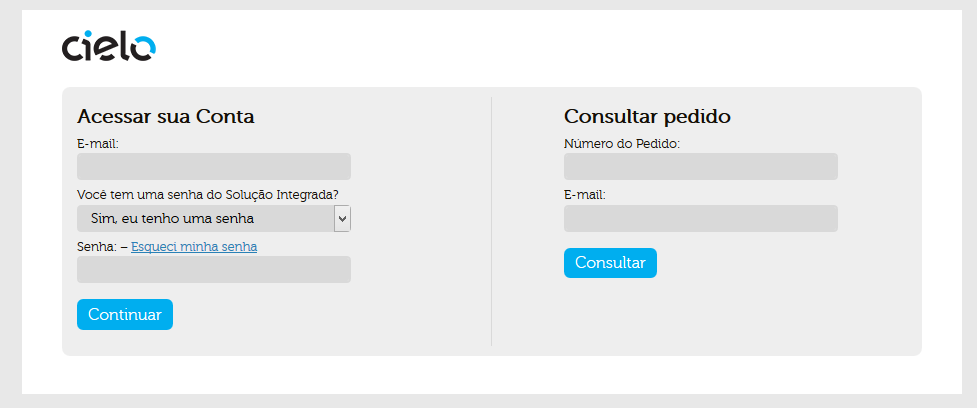 cielo
Acessar sua Conta
E-mail:
Você tem uma senha do Solução Integrada?
Sim, eu tenho uma senha
Senha: – Esqueci minha senha
Continuar
Consultar pedido
Número do Pedido:
E-mail:
Consultar